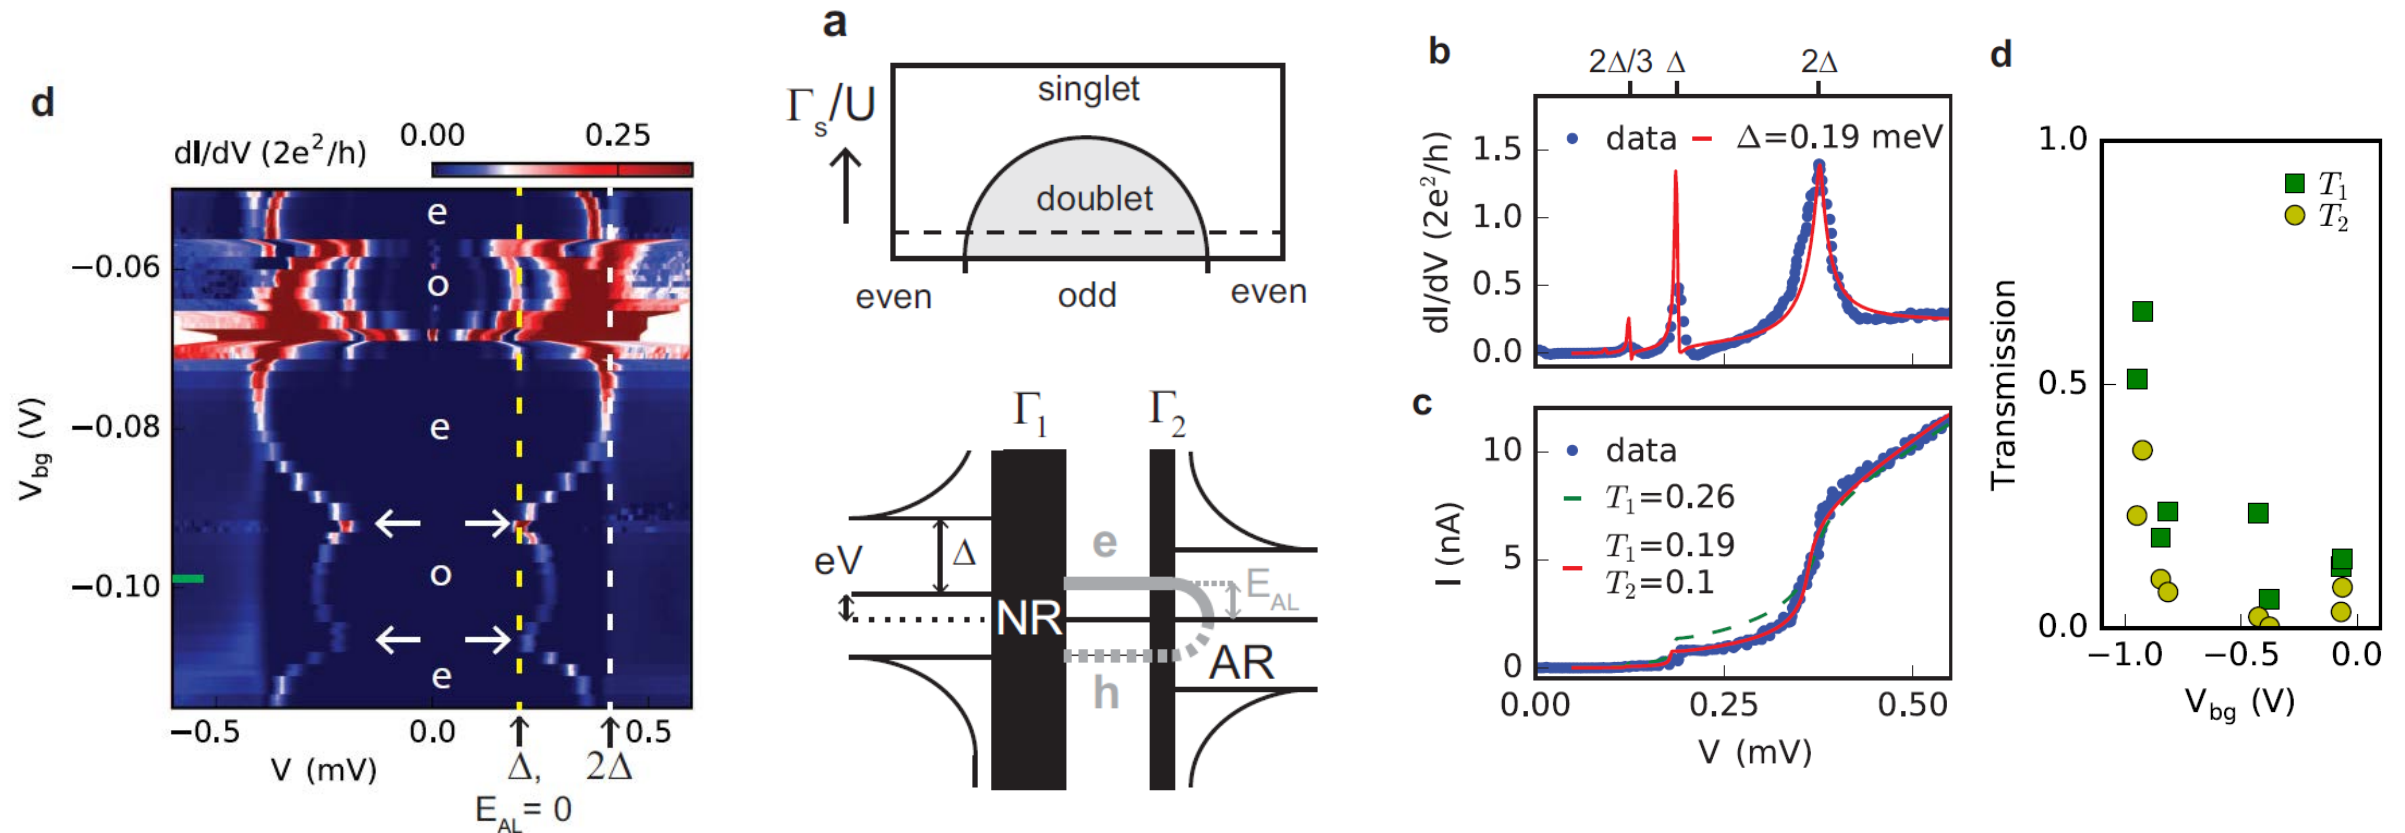 d
dI/dV (2e²/h)
0.00
0.25
e
o
e
o
e
−0.06
−0.08
−0.10
V_bg (V)
−0.5
0.0
0.5
V (mV)
Δ,
2Δ
E_AL = 0
a
Γ_s/U
singlet
doublet
even
odd
even
Γ_1
Γ_2
eV
Δ
e
E_AL
NR
AR
h
b
2Δ/3
Δ
2Δ
dI/dV (2e²/h)
1.5
1.0
0.5
0.0
data
Δ=0.19 meV
c
I (nA)
10
5
0
data
T_1=0.26
T_1=0.19
T_2=0.1
0.00
0.25
0.50
V (mV)
d
Transmission
1.0
0.5
0.0
T_1
T_2
−1.0
−0.5
0.0
V_bg (V)